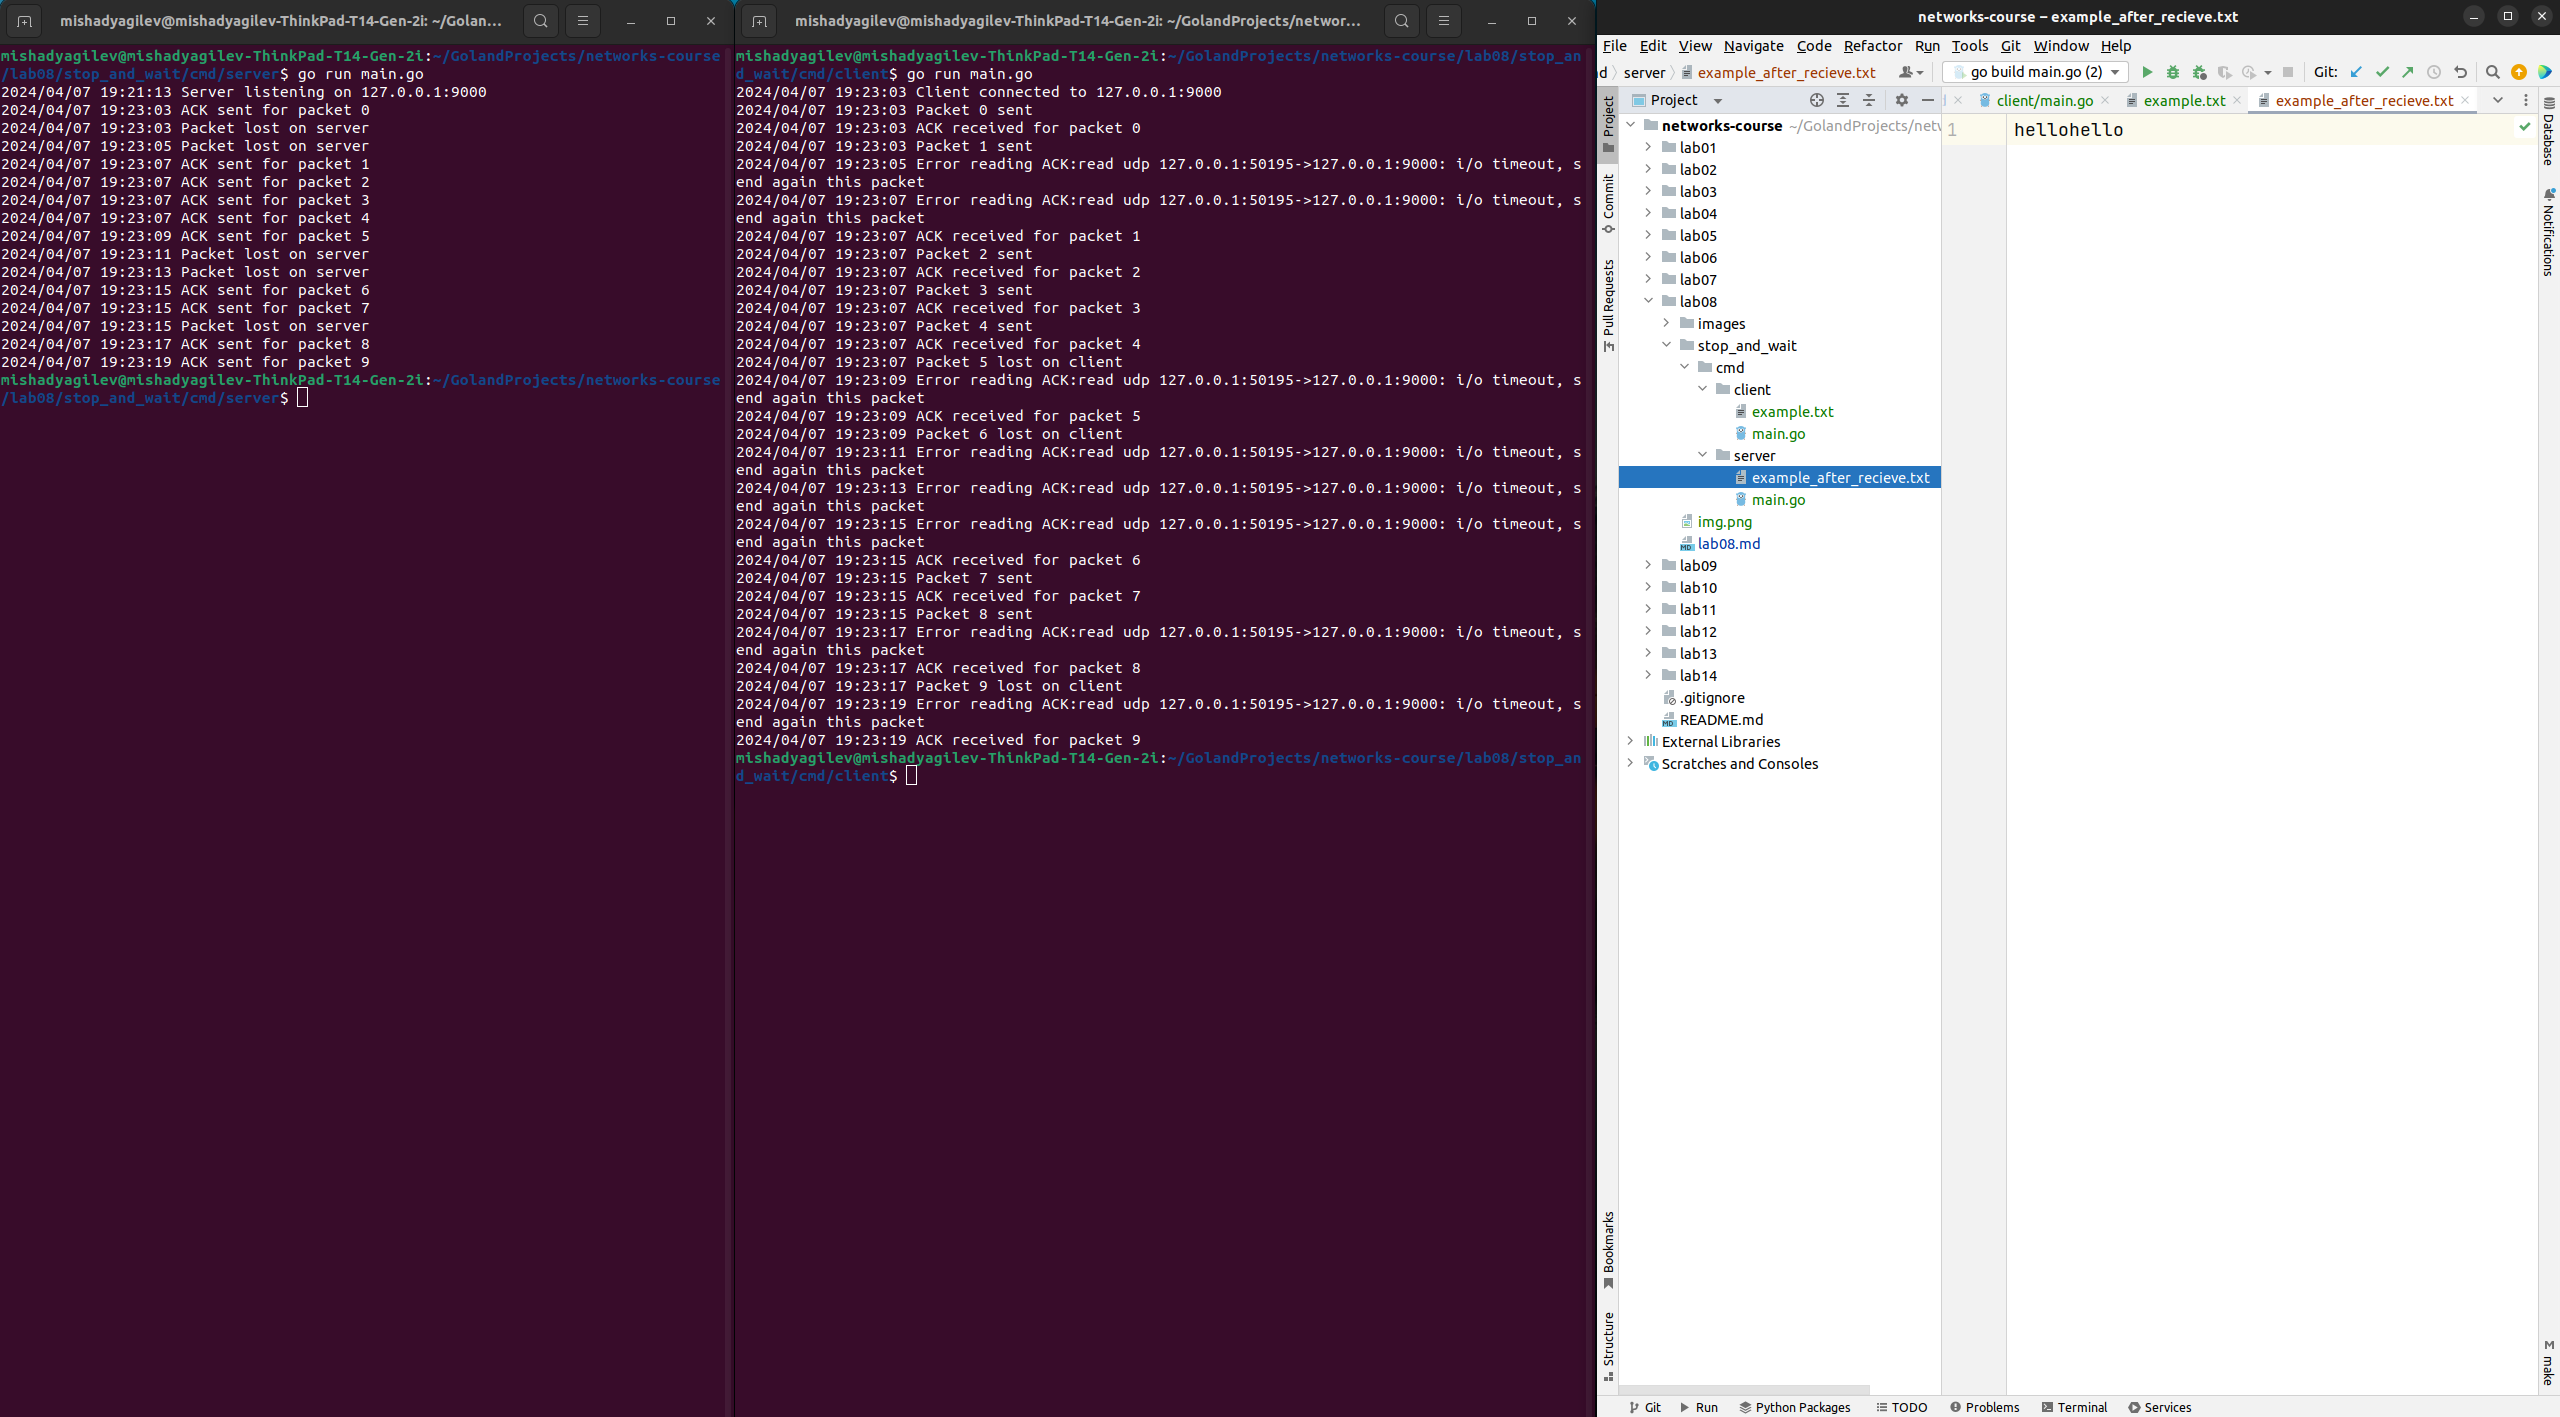 mishadyagilev@mishadyagilev-ThinkPad-T14-Gen-2i: ~/Golan...
mishadyagilev@mishadyagilev-ThinkPad-T14-Gen-2i:~/GolandProjects/networks-course
/lab08/stop_and_wait/cmd/server$ go run main.go
2024/04/07 19:21:13 Server listening on 127.0.0.1:9000
2024/04/07 19:23:03 ACK sent for packet 0
2024/04/07 19:23:03 Packet lost on server
2024/04/07 19:23:05 Packet lost on server
2024/04/07 19:23:07 ACK sent for packet 1
2024/04/07 19:23:07 ACK sent for packet 2
2024/04/07 19:23:07 ACK sent for packet 3
2024/04/07 19:23:07 ACK sent for packet 4
2024/04/07 19:23:09 ACK sent for packet 5
2024/04/07 19:23:11 Packet lost on server
2024/04/07 19:23:13 Packet lost on server
2024/04/07 19:23:15 ACK sent for packet 6
2024/04/07 19:23:15 ACK sent for packet 7
2024/04/07 19:23:15 Packet lost on server
2024/04/07 19:23:17 ACK sent for packet 8
2024/04/07 19:23:19 ACK sent for packet 9
mishadyagilev@mishadyagilev-ThinkPad-T14-Gen-2i:~/GolandProjects/networks-course
/lab08/stop_and_wait/cmd/server$
mishadyagilev@mishadyagilev-ThinkPad-T14-Gen-2i: ~/GolandProjects/networ...
mishadyagilev@mishadyagilev-ThinkPad-T14-Gen-2i:~/GolandProjects/networks-course/lab08/stop_an
d_wait/cmd/client$ go run main.go
2024/04/07 19:23:03 Client connected to 127.0.0.1:9000
2024/04/07 19:23:03 Packet 0 sent
2024/04/07 19:23:03 ACK received for packet 0
2024/04/07 19:23:03 Packet 1 sent
2024/04/07 19:23:05 Error reading ACK:read udp 127.0.0.1:50195->127.0.0.1:9000: i/o timeout, s
end again this packet
2024/04/07 19:23:07 Error reading ACK:read udp 127.0.0.1:50195->127.0.0.1:9000: i/o timeout, s
end again this packet
2024/04/07 19:23:07 ACK received for packet 1
2024/04/07 19:23:07 Packet 2 sent
2024/04/07 19:23:07 ACK received for packet 2
2024/04/07 19:23:07 Packet 3 sent
2024/04/07 19:23:07 ACK received for packet 3
2024/04/07 19:23:07 Packet 4 sent
2024/04/07 19:23:07 ACK received for packet 4
2024/04/07 19:23:07 Packet 5 lost on client
2024/04/07 19:23:09 Error reading ACK:read udp 127.0.0.1:50195->127.0.0.1:9000: i/o timeout, s
end again this packet
2024/04/07 19:23:09 ACK received for packet 5
2024/04/07 19:23:09 Packet 6 lost on client
2024/04/07 19:23:11 Error reading ACK:read udp 127.0.0.1:50195->127.0.0.1:9000: i/o timeout, s
end again this packet
2024/04/07 19:23:13 Error reading ACK:read udp 127.0.0.1:50195->127.0.0.1:9000: i/o timeout, s
end again this packet
2024/04/07 19:23:15 Error reading ACK:read udp 127.0.0.1:50195->127.0.0.1:9000: i/o timeout, s
end again this packet
2024/04/07 19:23:15 ACK received for packet 6
2024/04/07 19:23:15 Packet 7 sent
2024/04/07 19:23:15 ACK received for packet 7
2024/04/07 19:23:15 Packet 8 sent
2024/04/07 19:23:17 Error reading ACK:read udp 127.0.0.1:50195->127.0.0.1:9000: i/o timeout, s
end again this packet
2024/04/07 19:23:17 ACK received for packet 8
2024/04/07 19:23:17 Packet 9 lost on client
2024/04/07 19:23:19 Error reading ACK:read udp 127.0.0.1:50195->127.0.0.1:9000: i/o timeout, s
end again this packet
2024/04/07 19:23:19 ACK received for packet 9
mishadyagilev@mishadyagilev-ThinkPad-T14-Gen-2i:~/GolandProjects/networks-course/lab08/stop_an
d_wait/cmd/client$
networks-course – example_after_recieve.txt
File Edit View Navigate Code Refactor Run Tools Git Window Help
d server example_after_recieve.txt go build main.go (2) Git:
Project client/main.go example.txt example_after_recieve.txt
networks-course ~/GolandProjects/netw
lab01
lab02
lab03
lab04
lab05
lab06
lab07
lab08
images
stop_and_wait
cmd
client
example.txt
main.go
server
example_after_recieve.txt
main.go
img.png
lab08.md
lab09
lab10
lab11
lab12
lab13
lab14
.gitignore
README.md
External Libraries
Scratches and Consoles
1 hellohello
Project
Commit
Pull Requests
Bookmarks
Structure
Database
Notifications
make
Git Run Python Packages TODO Problems Terminal Services